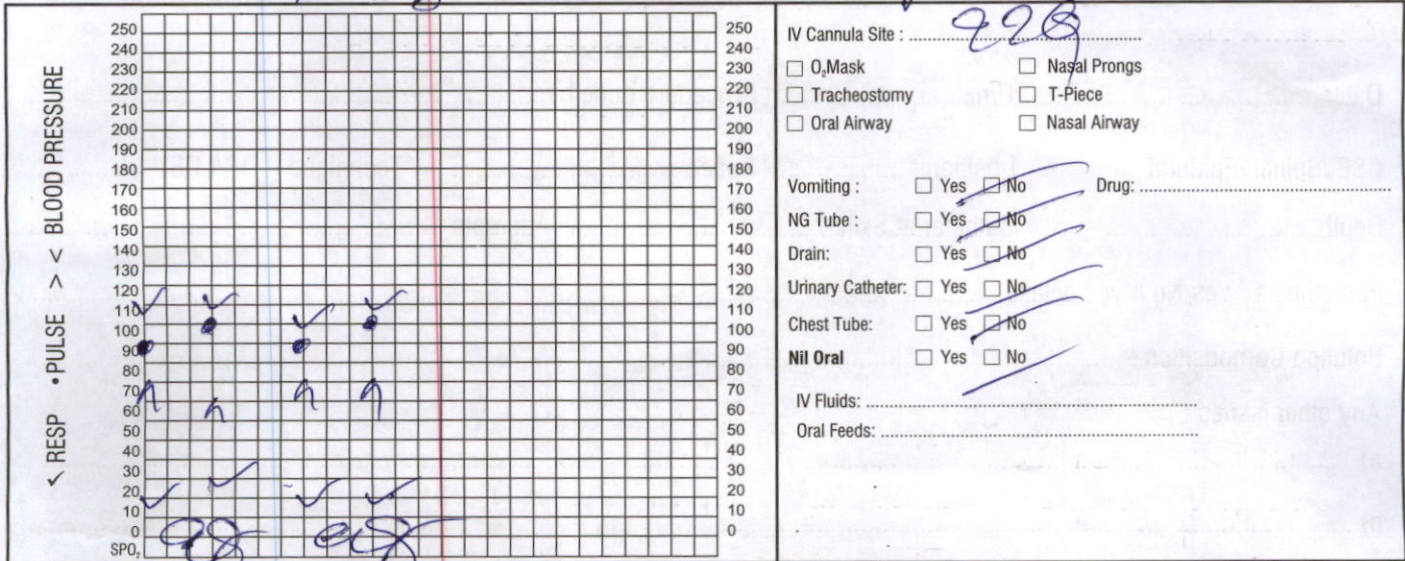 ✓ RESP • PULSE > < BLOOD PRESSURE
250 250
240 240
230 230
220 220
210 210
200 200
190 190
180 180
170 170
160 160
150 150
140 140
130 130
120 120
110 110
100 100
90 90
80 80
70 70
60 60
50 50
40 40
30 30
20 20
10 10
0 0
SPO₂
IV Cannula Site : 22G
☐ O₂Mask ☐ Nasal Prongs
☐ Tracheostomy ☐ T-Piece
☐ Oral Airway ☐ Nasal Airway
Vomiting : ☐ Yes ☐ No Drug:
NG Tube : ☐ Yes ☐ No
Drain: ☐ Yes ☐ No
Urinary Catheter: ☐ Yes ☐ No
Chest Tube: ☐ Yes ☐ No
Nil Oral ☐ Yes ☐ No
IV Fluids:
Oral Feeds: